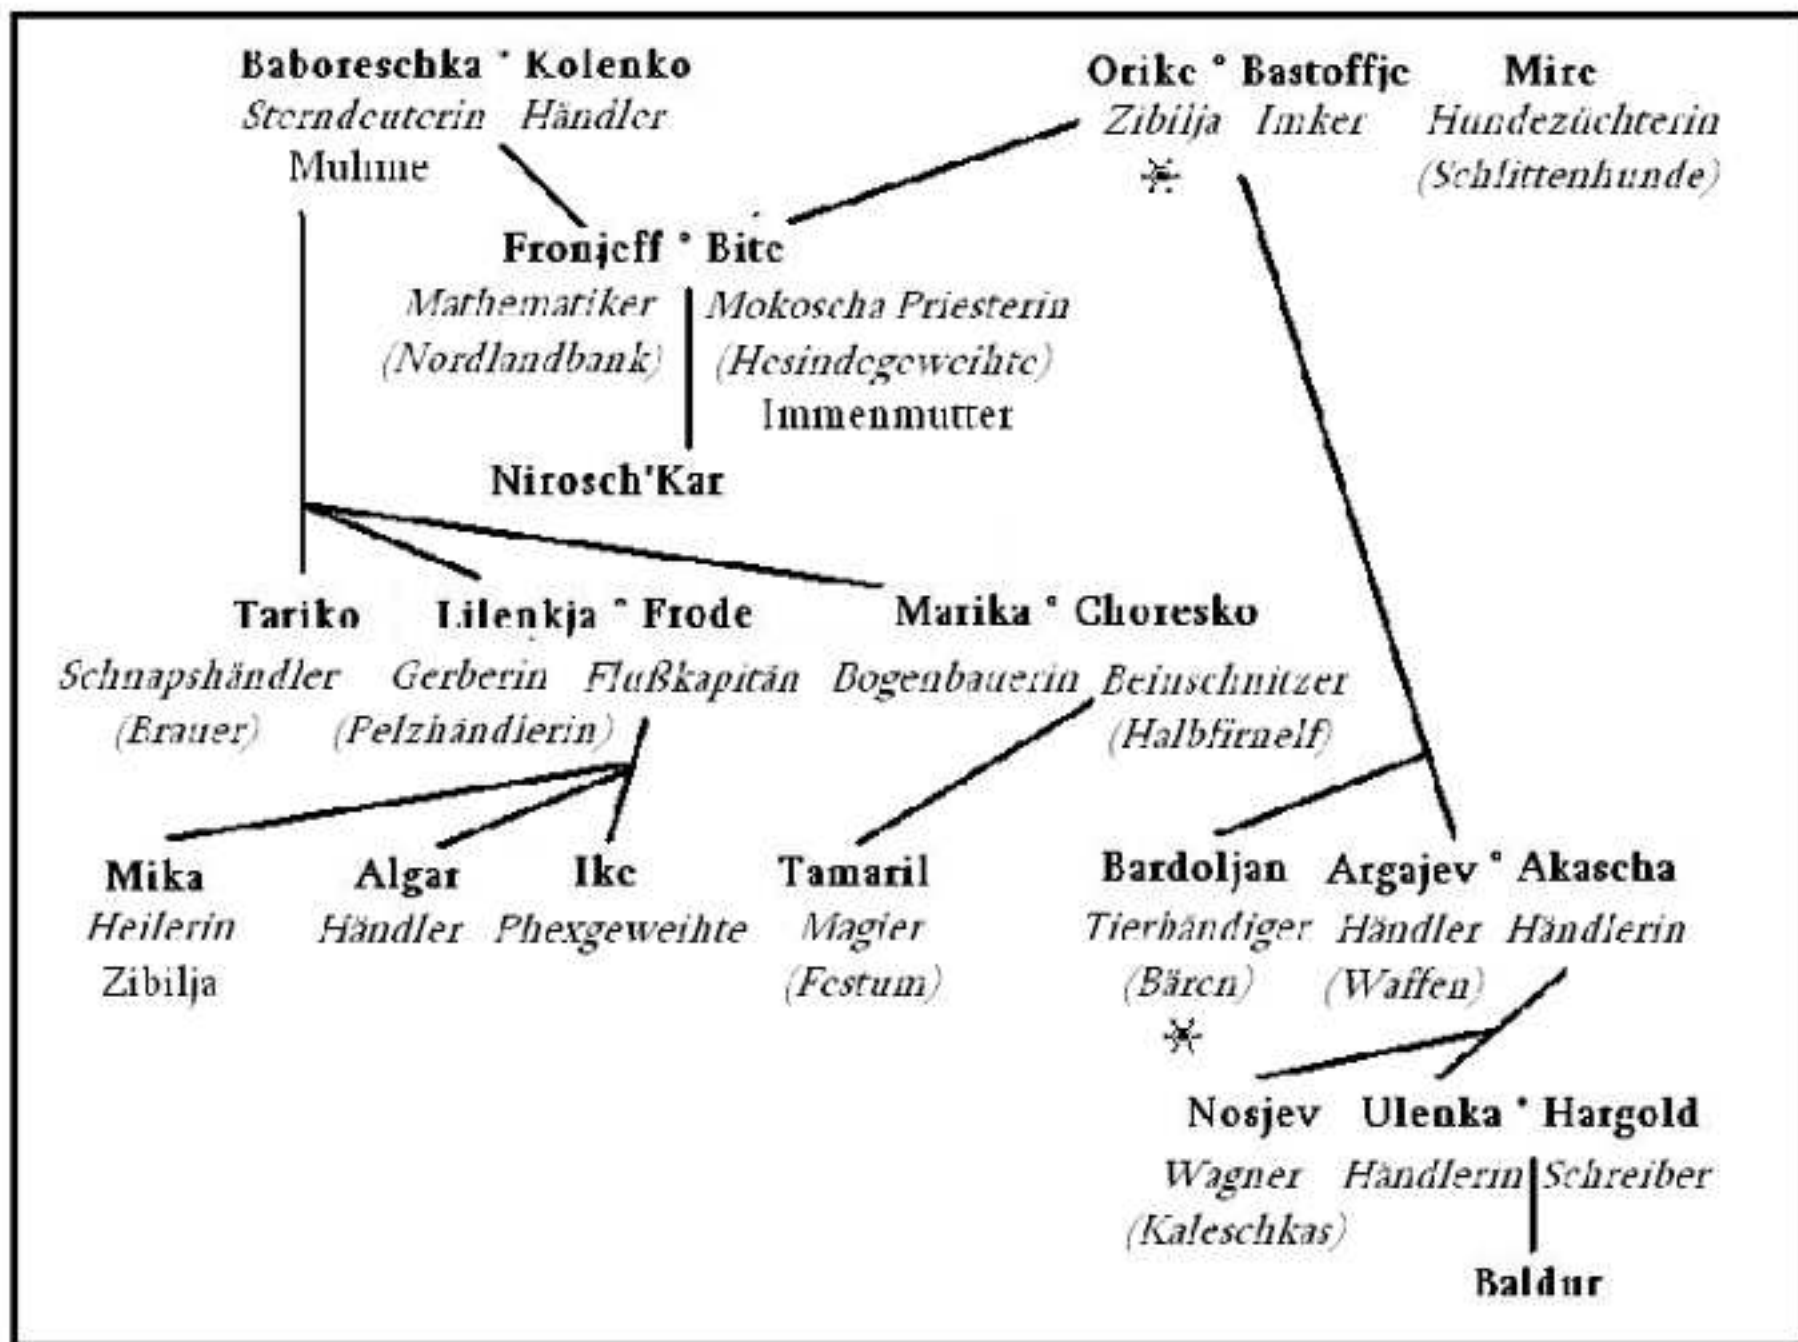 Baboreschka ° Kolenko
Sterndeuterin Händler
Muhme
Orike ° Bastoffje Mire
Zibilja Imker Hundezüchterin
(Schlittenhunde)
Fronjeff ° Bite
Mathematiker Mokoscha Priesterin
(Nordlandbank) (Hesindegeweihte)
Immenmutter
Nirosch'Kar
Tariko Lilenkja ° Frode Marika ° Choresko
Schnapshändler Gerberin Flußkapitän Bogenbauerin Beinschnitzer
(Brauer) (Pelzhändlerin) (Halbfirnelf)
Mika Algar Ike Tamaril Bardoljan Argajev ° Akascha
Heilerin Händler Phexgeweihte Magier Tierbändiger Händler Händlerin
Zibilja (Festum) (Bären) (Waffen)
Nosjev Ulenka ° Hargold
Wagner Händlerin Schreiber
(Kaleschkas)
Baldur